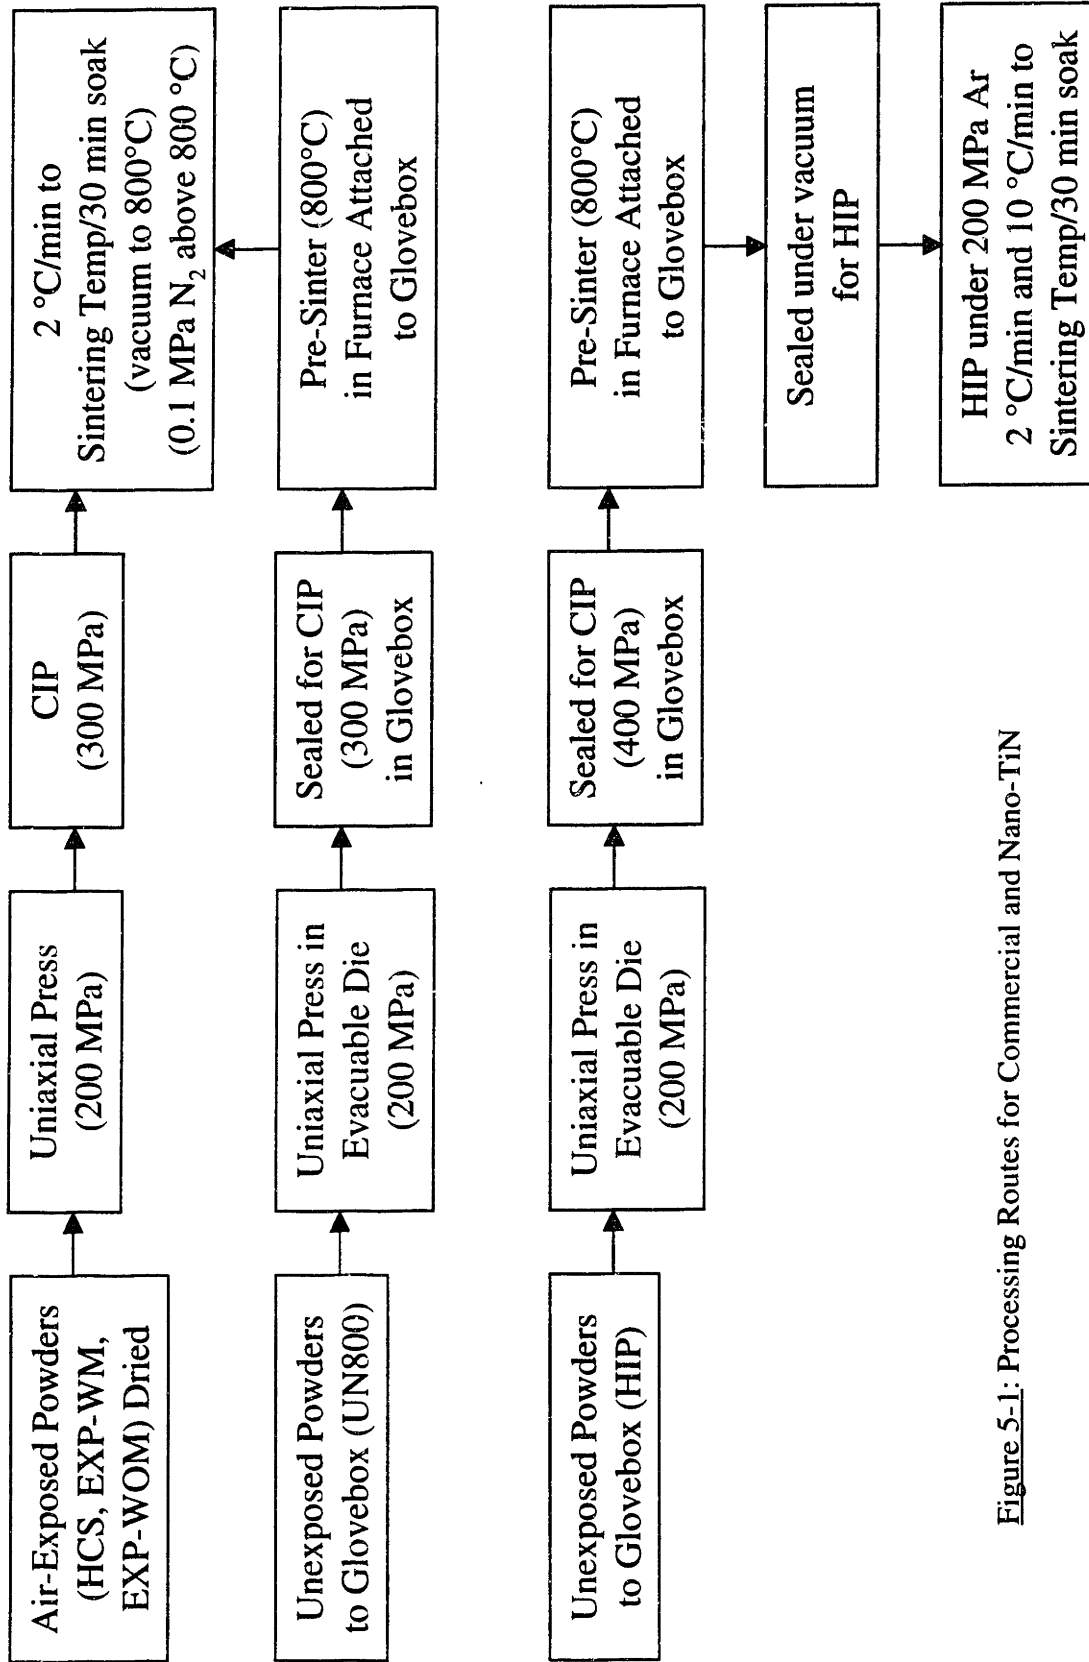 Air-Exposed Powders
(HCS, EXP-WM,
EXP-WOM) Dried
Uniaxial Press
(200 MPa)
CIP
(300 MPa)
2 °C/min to
Sintering Temp/30 min soak
(vacuum to 800°C)
(0.1 MPa N₂ above 800 °C)
Unexposed Powders
to Glovebox (UN800)
Uniaxial Press in
Evacuable Die
(200 MPa)
Sealed for CIP
(300 MPa)
in Glovebox
Pre-Sinter (800°C)
in Furnace Attached
to Glovebox
Unexposed Powders
to Glovebox (HIP)
Uniaxial Press in
Evacuable Die
(200 MPa)
Sealed for CIP
(400 MPa)
in Glovebox
Pre-Sinter (800°C)
in Furnace Attached
to Glovebox
Sealed under vacuum
for HIP
HIP under 200 MPa Ar
2 °C/min and 10 °C/min to
Sintering Temp/30 min soak
Figure 5-1: Processing Routes for Commercial and Nano-TiN